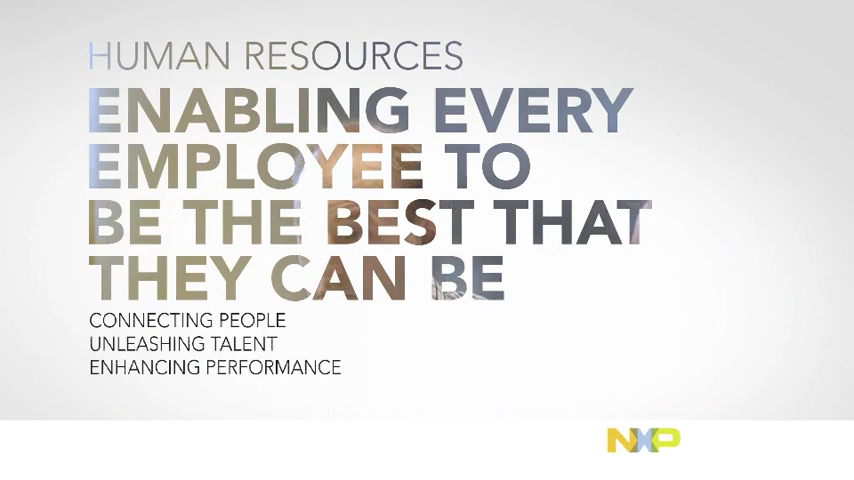 HUMAN RESOURCES
ENABLING EVERY
EMPLOYEE TO
BE THE BEST THAT
THEY CAN BE
CONNECTING PEOPLE
UNLEASHING TALENT
ENHANCING PERFORMANCE
NXP